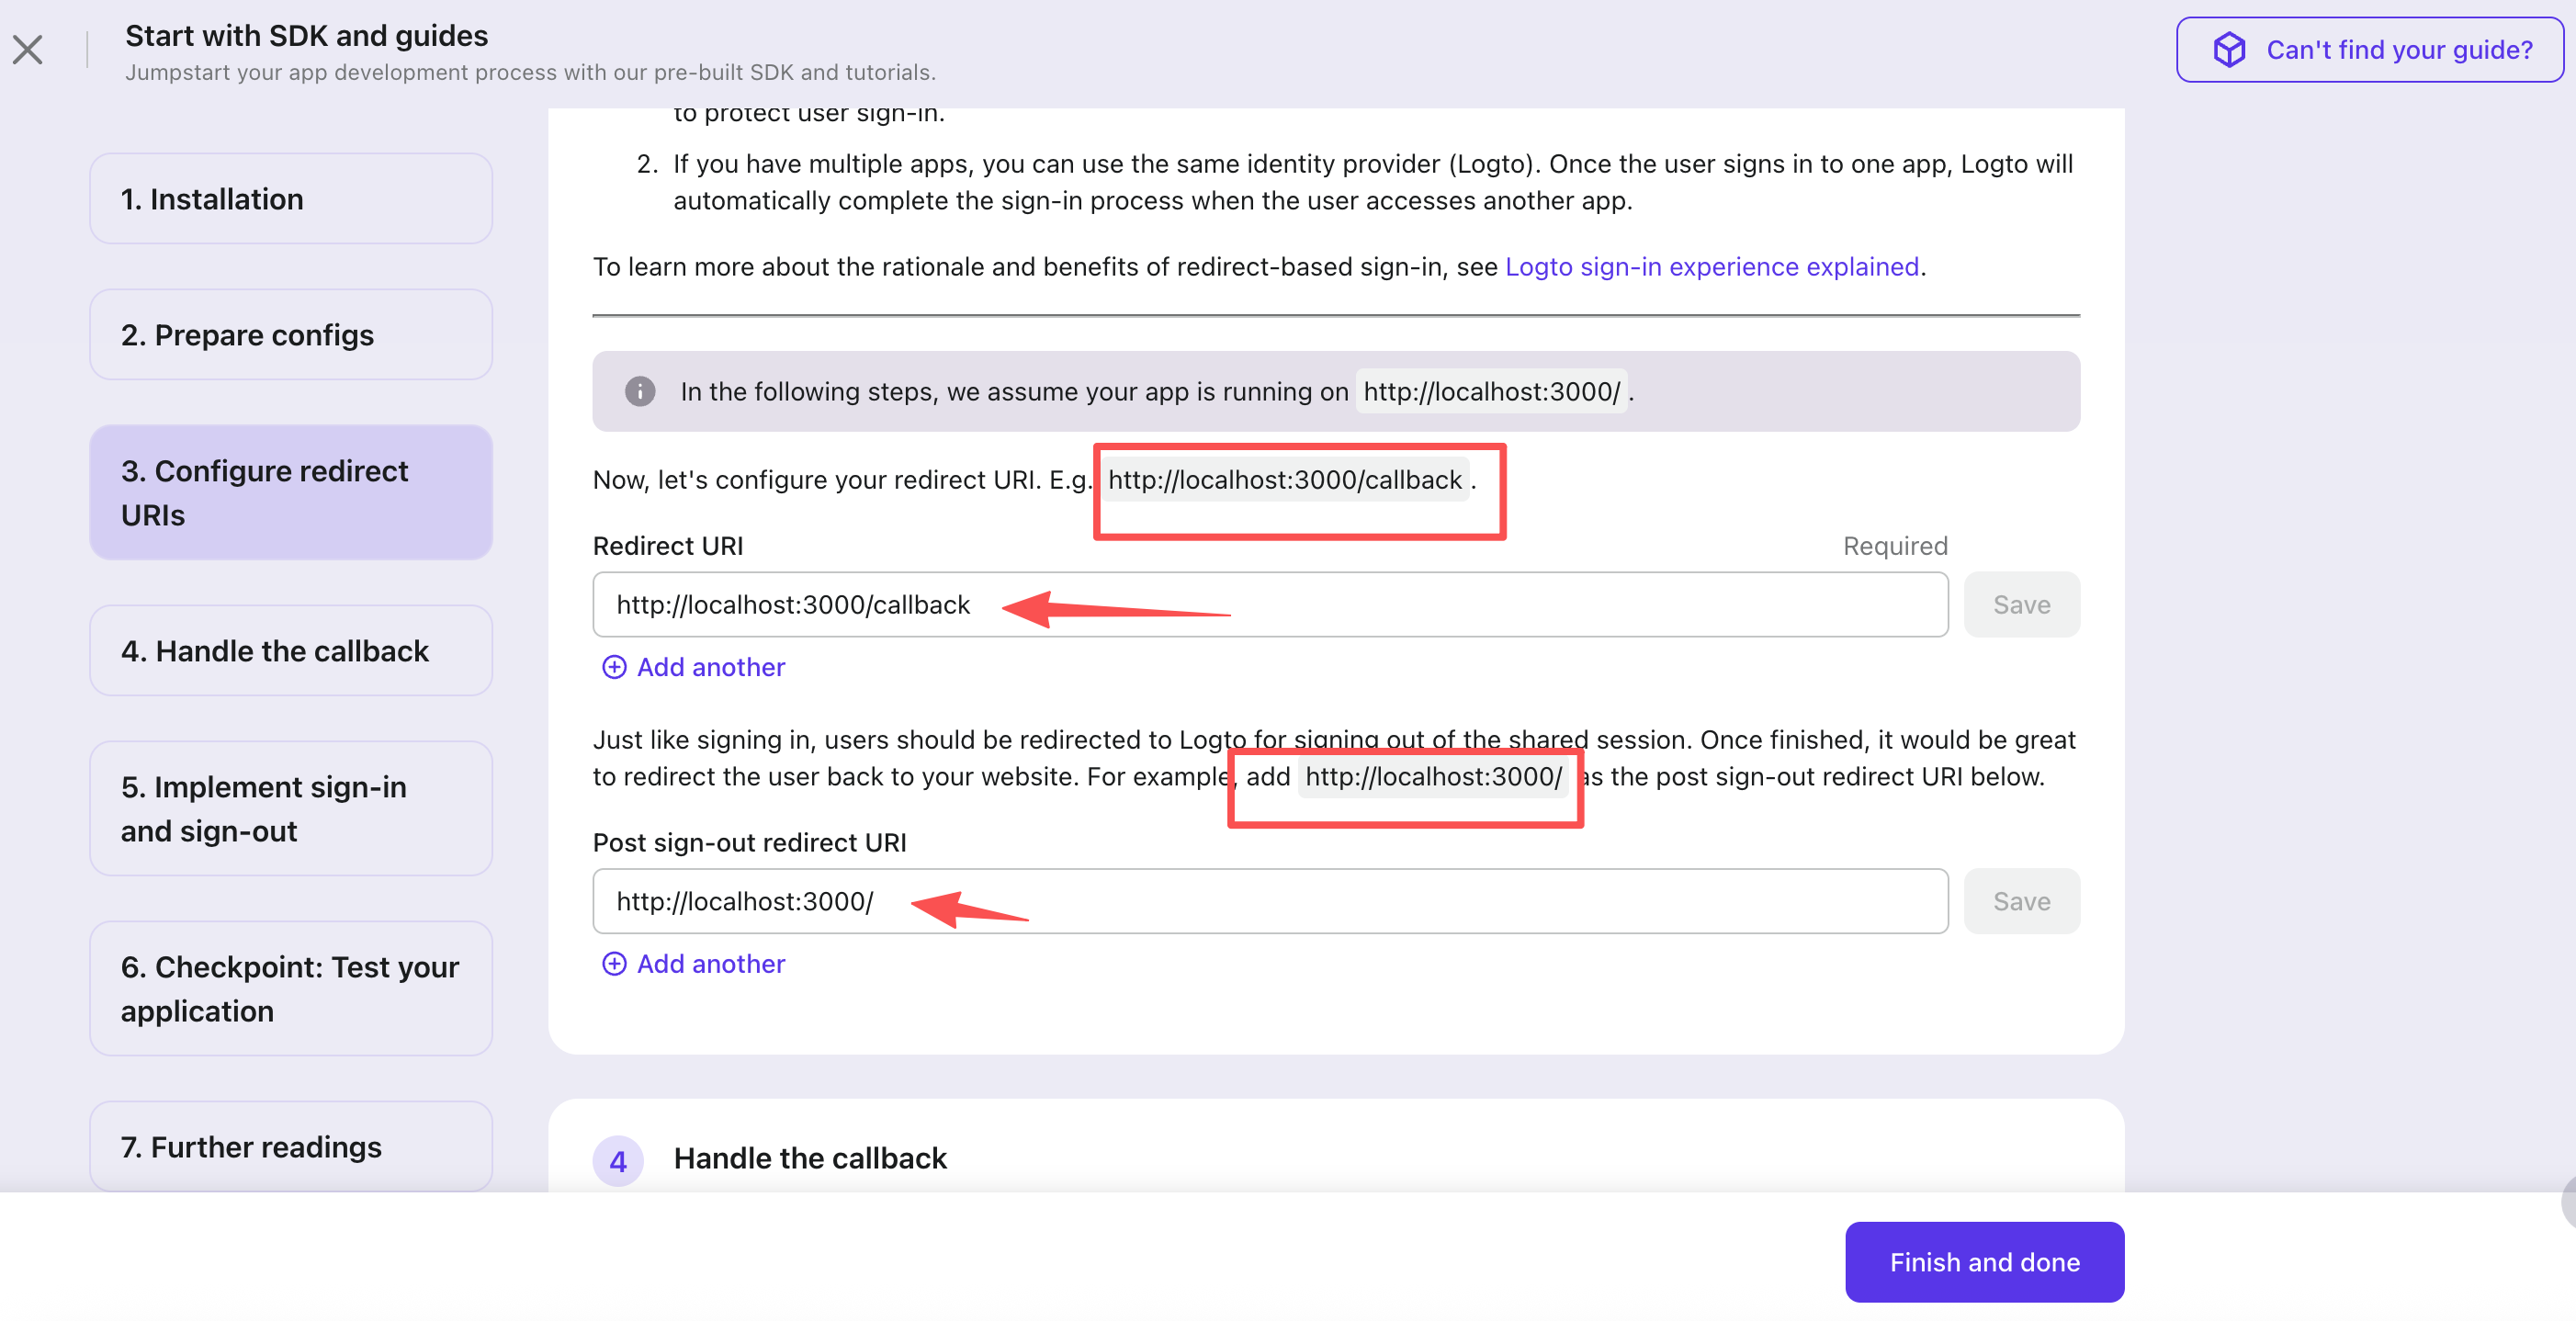 Start with SDK and guides
Jumpstart your app development process with our pre-built SDK and tutorials.
Can't find your guide?
1. Installation
2. Prepare configs
3. Configure redirect
URIs
4. Handle the callback
5. Implement sign-in
and sign-out
6. Checkpoint: Test your
application
7. Further readings
to protect user sign-in.
2. If you have multiple apps, you can use the same identity provider (Logto). Once the user signs in to one app, Logto will
automatically complete the sign-in process when the user accesses another app.
To learn more about the rationale and benefits of redirect-based sign-in, see Logto sign-in experience explained.
In the following steps, we assume your app is running on http://localhost:3000/ .
Now, let's configure your redirect URI. E.g. http://localhost:3000/callback .
Redirect URI
Required
http://localhost:3000/callback
Save
Add another
Just like signing in, users should be redirected to Logto for signing out of the shared session. Once finished, it would be great
to redirect the user back to your website. For example, add http://localhost:3000/ as the post sign-out redirect URI below.
Post sign-out redirect URI
http://localhost:3000/
Save
Add another
4
Handle the callback
Finish and done